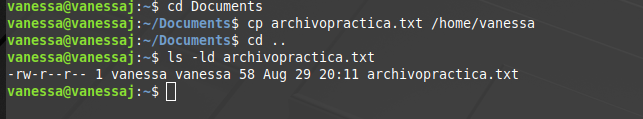 vanessa@vanessaj:~$ cd Documents
vanessa@vanessaj:~/Documents$ cp archivopractica.txt /home/vanessa
vanessa@vanessaj:~/Documents$ cd ..
vanessa@vanessaj:~$ ls -ld archivopractica.txt
-rw-r--r-- 1 vanessa vanessa 58 Aug 29 20:11 archivopractica.txt
vanessa@vanessaj:~$